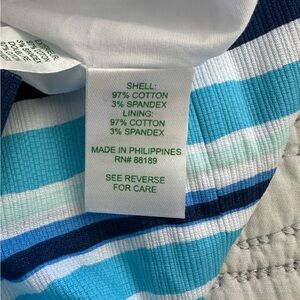 SHELL:
97% COTTON
3% SPANDEX
LINING:
97% COTTON
3% SPANDEX
MADE IN PHILIPPINES
RN# 88189
SEE REVERSE
FOR CARE